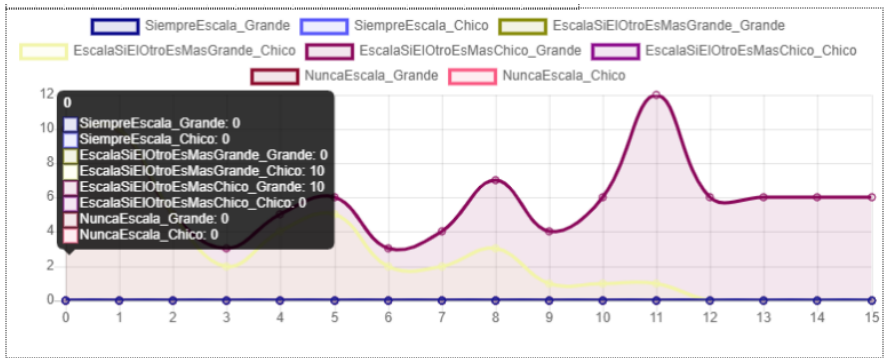 SiempreEscala_Grande SiempreEscala_Chico EscalaSiElOtroEsMasGrande_Grande
EscalaSiElOtroEsMasGrande_Chico EscalaSiElOtroEsMasChico_Grande EscalaSiElOtroEsMasChico_Chico
NuncaEscala_Grande NuncaEscala_Chico
12
10
8
6
4
2
0
0
SiempreEscala_Grande: 0
SiempreEscala_Chico: 0
EscalaSiElOtroEsMasGrande_Grande: 0
EscalaSiElOtroEsMasGrande_Chico: 10
EscalaSiElOtroEsMasChico_Grande: 10
EscalaSiElOtroEsMasChico_Chico: 0
NuncaEscala_Grande: 0
NuncaEscala_Chico: 0
0 1 2 3 4 5 6 7 8 9 10 11 12 13 14 15